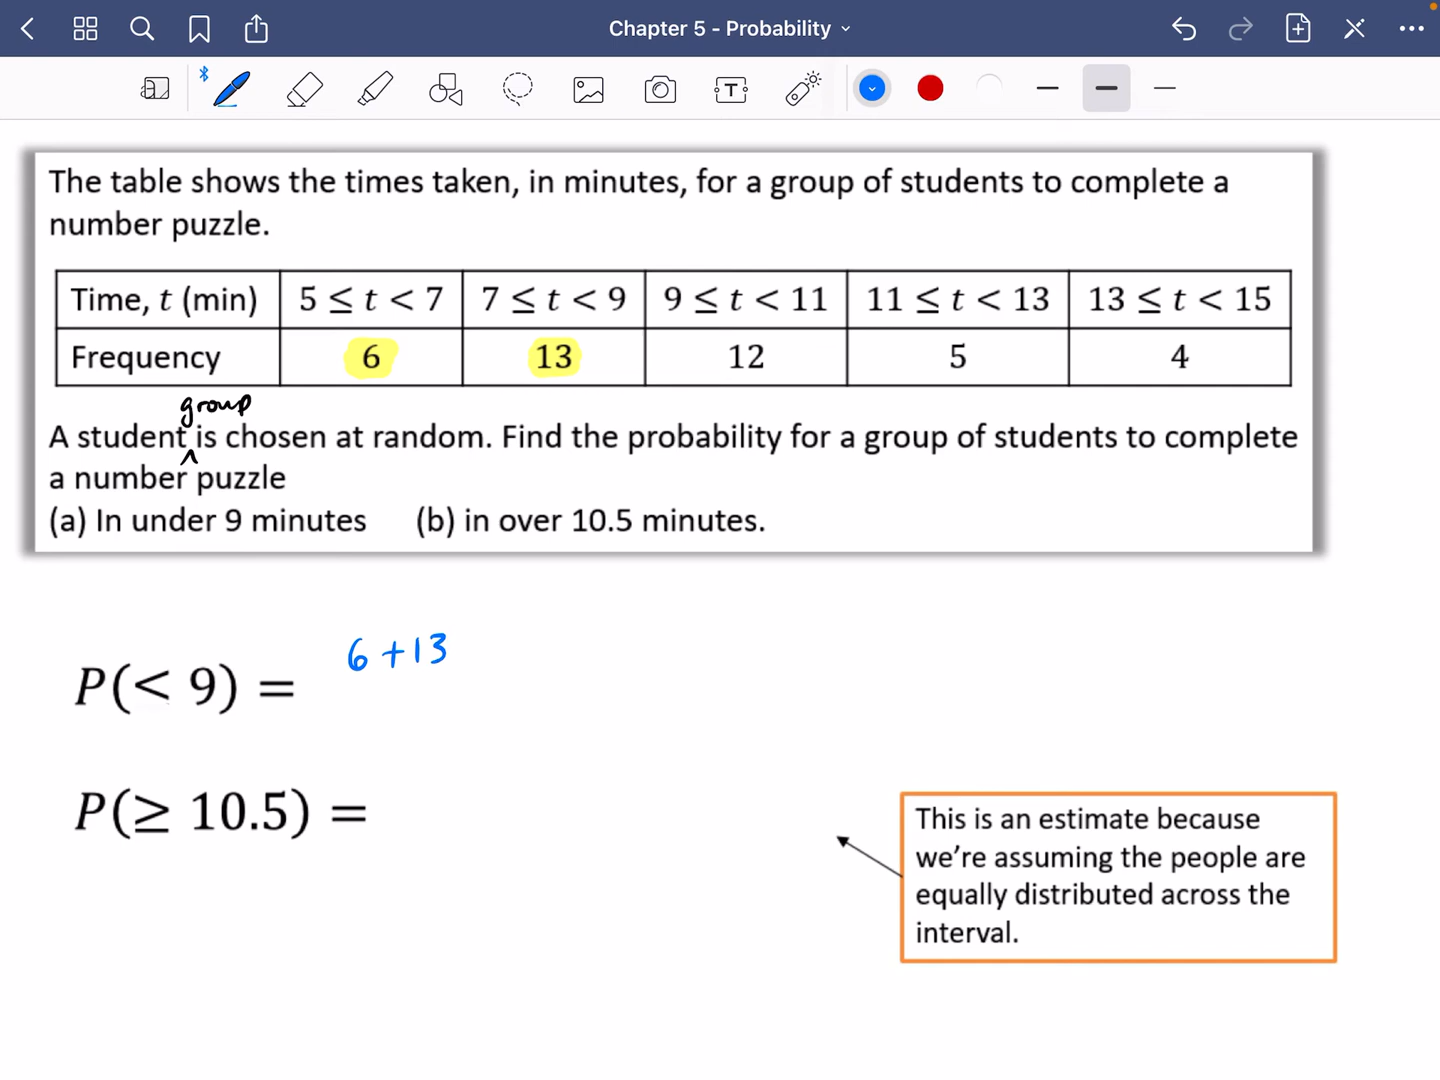 Chapter 5 - Probability
The table shows the times taken, in minutes, for a group of students to complete a
number puzzle.
Time, t (min) 5 ≤ t < 7 7 ≤ t < 9 9 ≤ t < 11 11 ≤ t < 13 13 ≤ t < 15
Frequency 6 13 12 5 4
group
A student is chosen at random. Find the probability for a group of students to complete
a number puzzle
(a) In under 9 minutes (b) in over 10.5 minutes.
6 + 13
P(< 9) =
P(≥ 10.5) =
This is an estimate because
we're assuming the people are
equally distributed across the
interval.